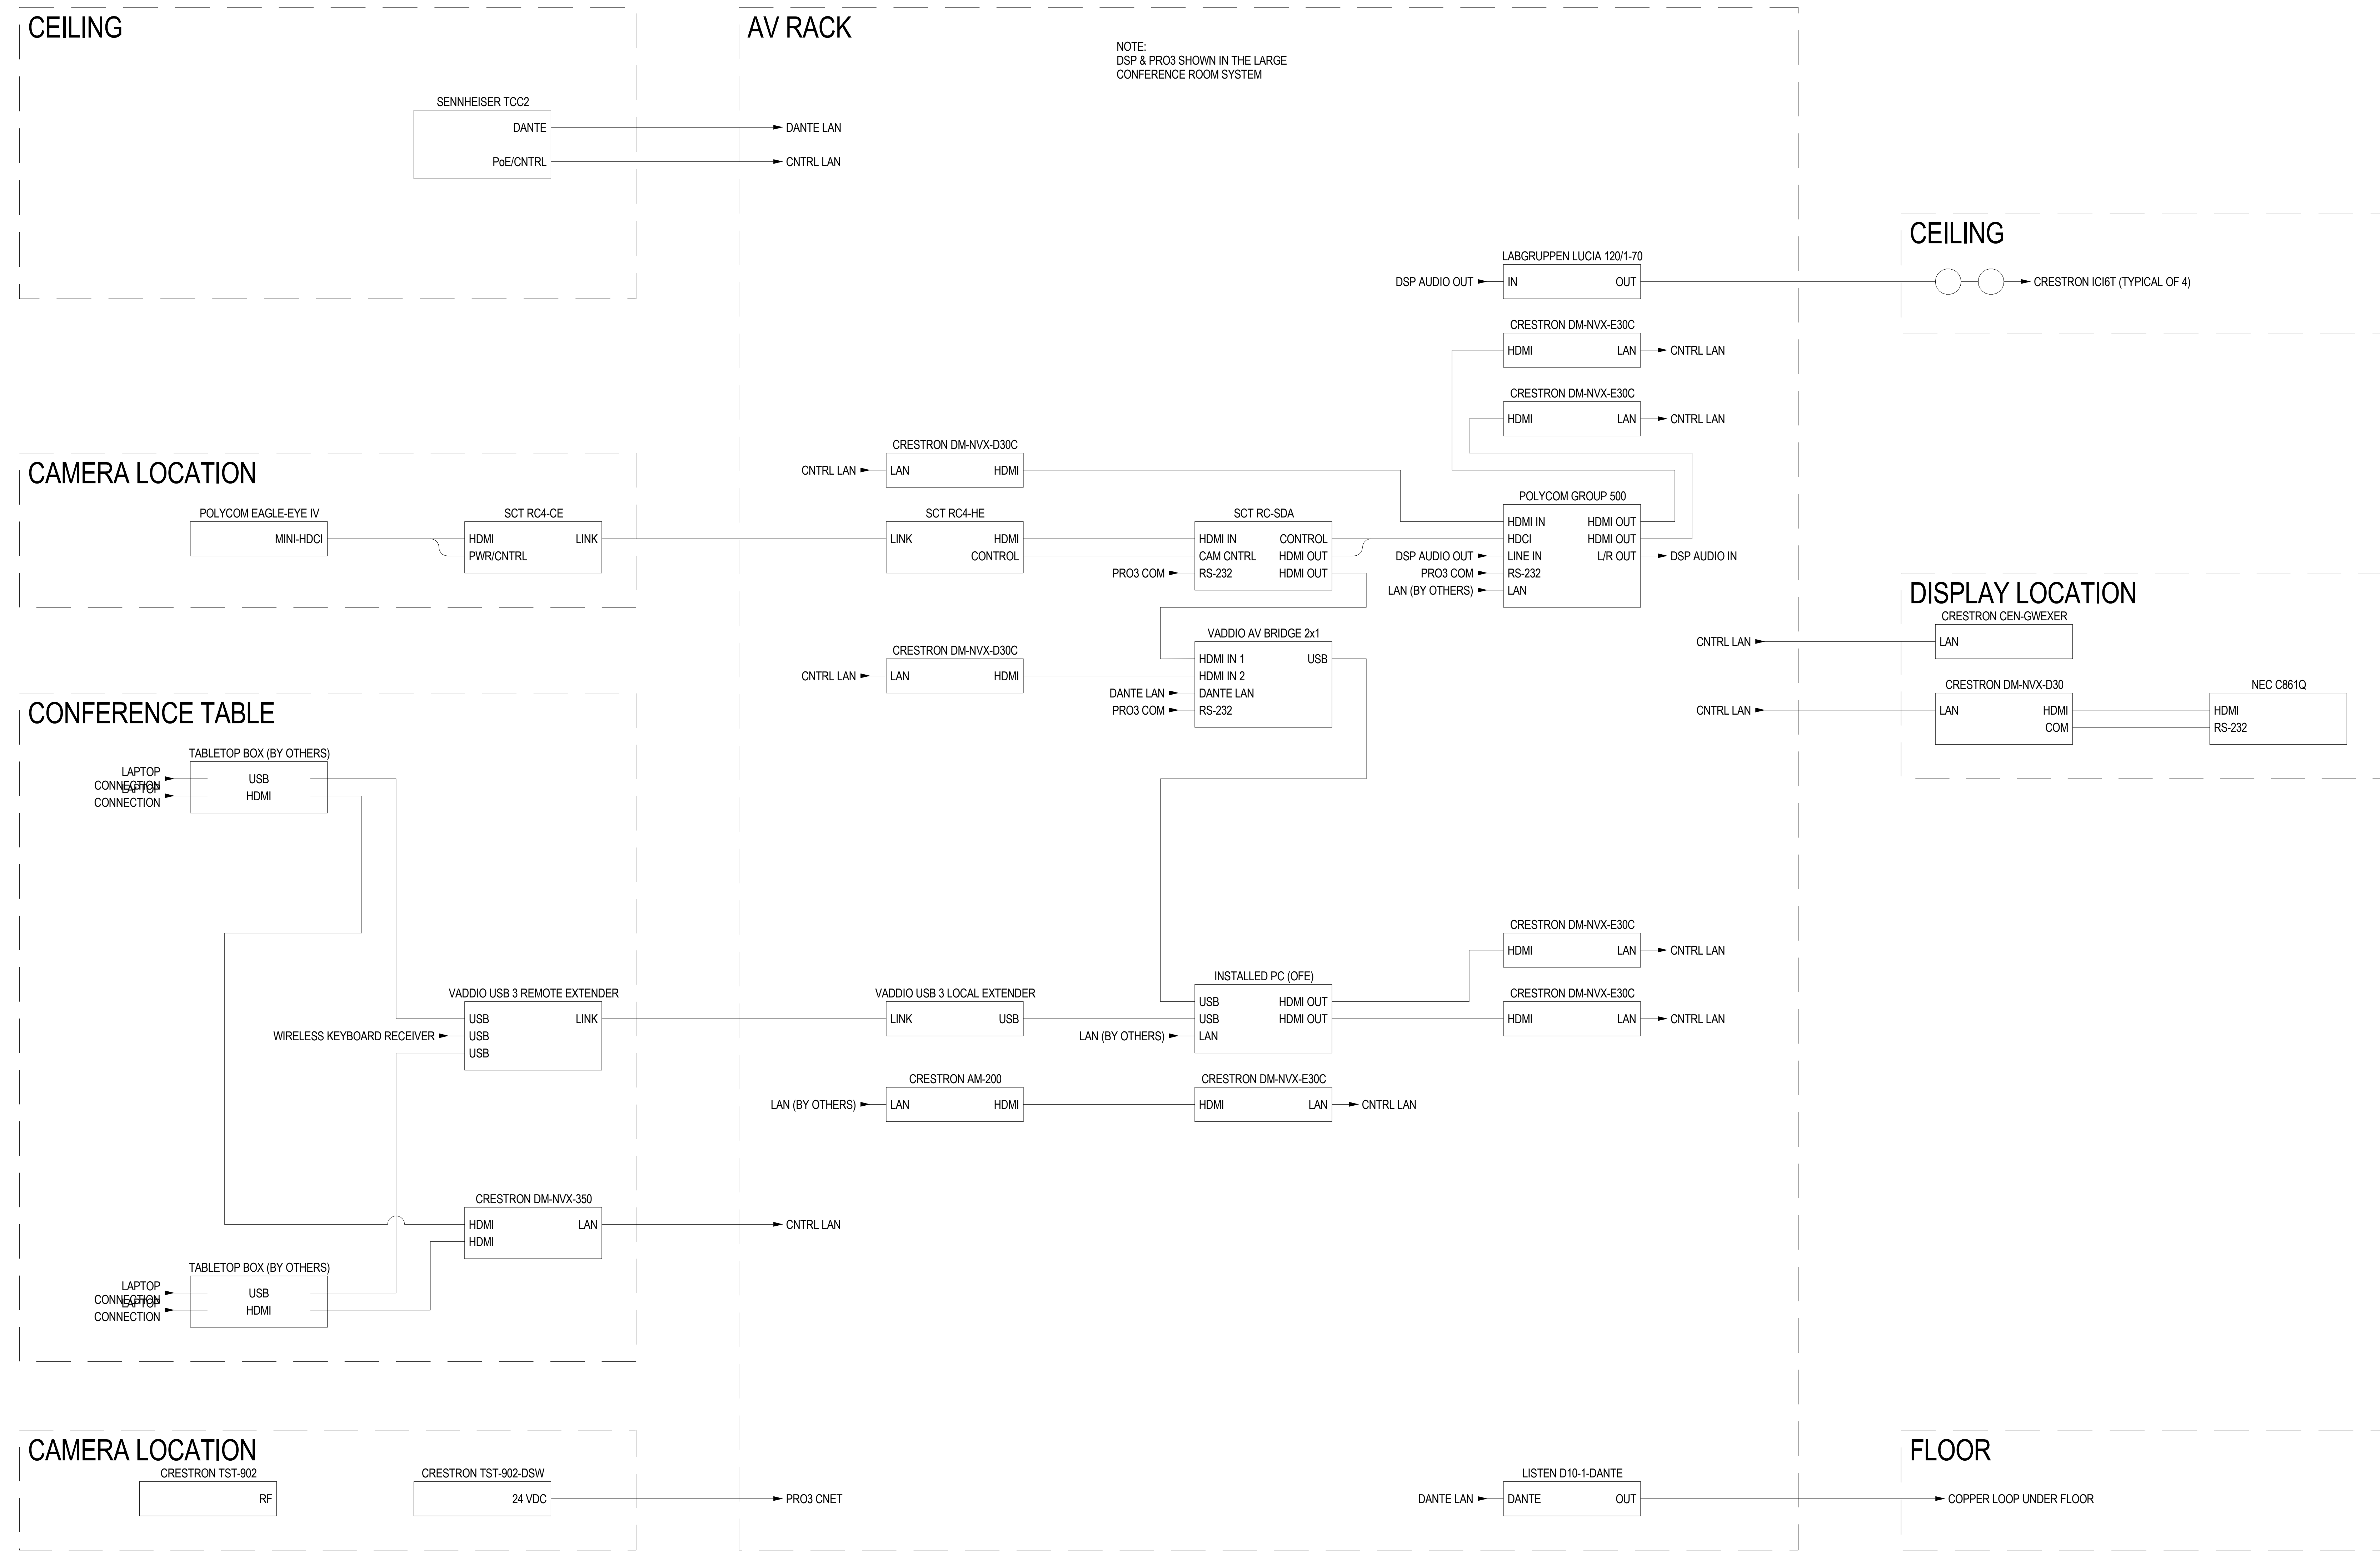 CEILING
SENNHEISER TCC2
DANTE
PoE/CNTRL
CAMERA LOCATION
POLYCOM EAGLE-EYE IV
MINI-HDCI
SCT RC4-CE
HDMI LINK
PWR/CNTRL
CONFERENCE TABLE
TABLETOP BOX (BY OTHERS)
LAPTOP
CONNECTION
LAPTOP
CONNECTION
USB
HDMI
VADDIO USB 3 REMOTE EXTENDER
USB LINK
WIRELESS KEYBOARD RECEIVER
USB
USB
CRESTRON DM-NVX-350
HDMI LAN
HDMI
TABLETOP BOX (BY OTHERS)
LAPTOP
CONNECTION
LAPTOP
CONNECTION
USB
HDMI
CAMERA LOCATION
CRESTRON TST-902
RF
CRESTRON TST-902-DSW
24 VDC
AV RACK
NOTE:
DSP & PRO3 SHOWN IN THE LARGE
CONFERENCE ROOM SYSTEM
DANTE LAN
CNTRL LAN
LABGRUPPEN LUCIA 120/1-70
DSP AUDIO OUT
IN OUT
CRESTRON DM-NVX-E30C
HDMI LAN
CNTRL LAN
CRESTRON DM-NVX-E30C
HDMI LAN
CNTRL LAN
CRESTRON DM-NVX-D30C
CNTRL LAN
LAN HDMI
SCT RC4-HE
LINK HDMI
CONTROL
SCT RC-SDA
HDMI IN CONTROL
CAM CNTRL HDMI OUT
PRO3 COM
RS-232 HDMI OUT
POLYCOM GROUP 500
HDMI IN HDMI OUT
HDCI HDMI OUT
DSP AUDIO OUT
LINE IN L/R OUT
DSP AUDIO IN
PRO3 COM
RS-232
LAN (BY OTHERS)
LAN
CRESTRON DM-NVX-D30C
CNTRL LAN
LAN HDMI
VADDIO AV BRIDGE 2x1
HDMI IN 1 USB
HDMI IN 2
DANTE LAN
DANTE LAN
PRO3 COM
RS-232
CNTRL LAN
CNTRL LAN
CRESTRON DM-NVX-E30C
HDMI LAN
CNTRL LAN
VADDIO USB 3 LOCAL EXTENDER
LINK USB
INSTALLED PC (OFE)
USB HDMI OUT
USB HDMI OUT
LAN (BY OTHERS)
LAN
CRESTRON DM-NVX-E30C
HDMI LAN
CNTRL LAN
CRESTRON AM-200
LAN (BY OTHERS)
LAN HDMI
CRESTRON DM-NVX-E30C
HDMI LAN
CNTRL LAN
CNTRL LAN
PRO3 CNET
LISTEN D10-1-DANTE
DANTE LAN
DANTE OUT
CEILING
CRESTRON ICI6T (TYPICAL OF 4)
DISPLAY LOCATION
CRESTRON CEN-GWEXER
LAN
CRESTRON DM-NVX-D30
LAN HDMI
COM
NEC C861Q
HDMI
RS-232
FLOOR
COPPER LOOP UNDER FLOOR